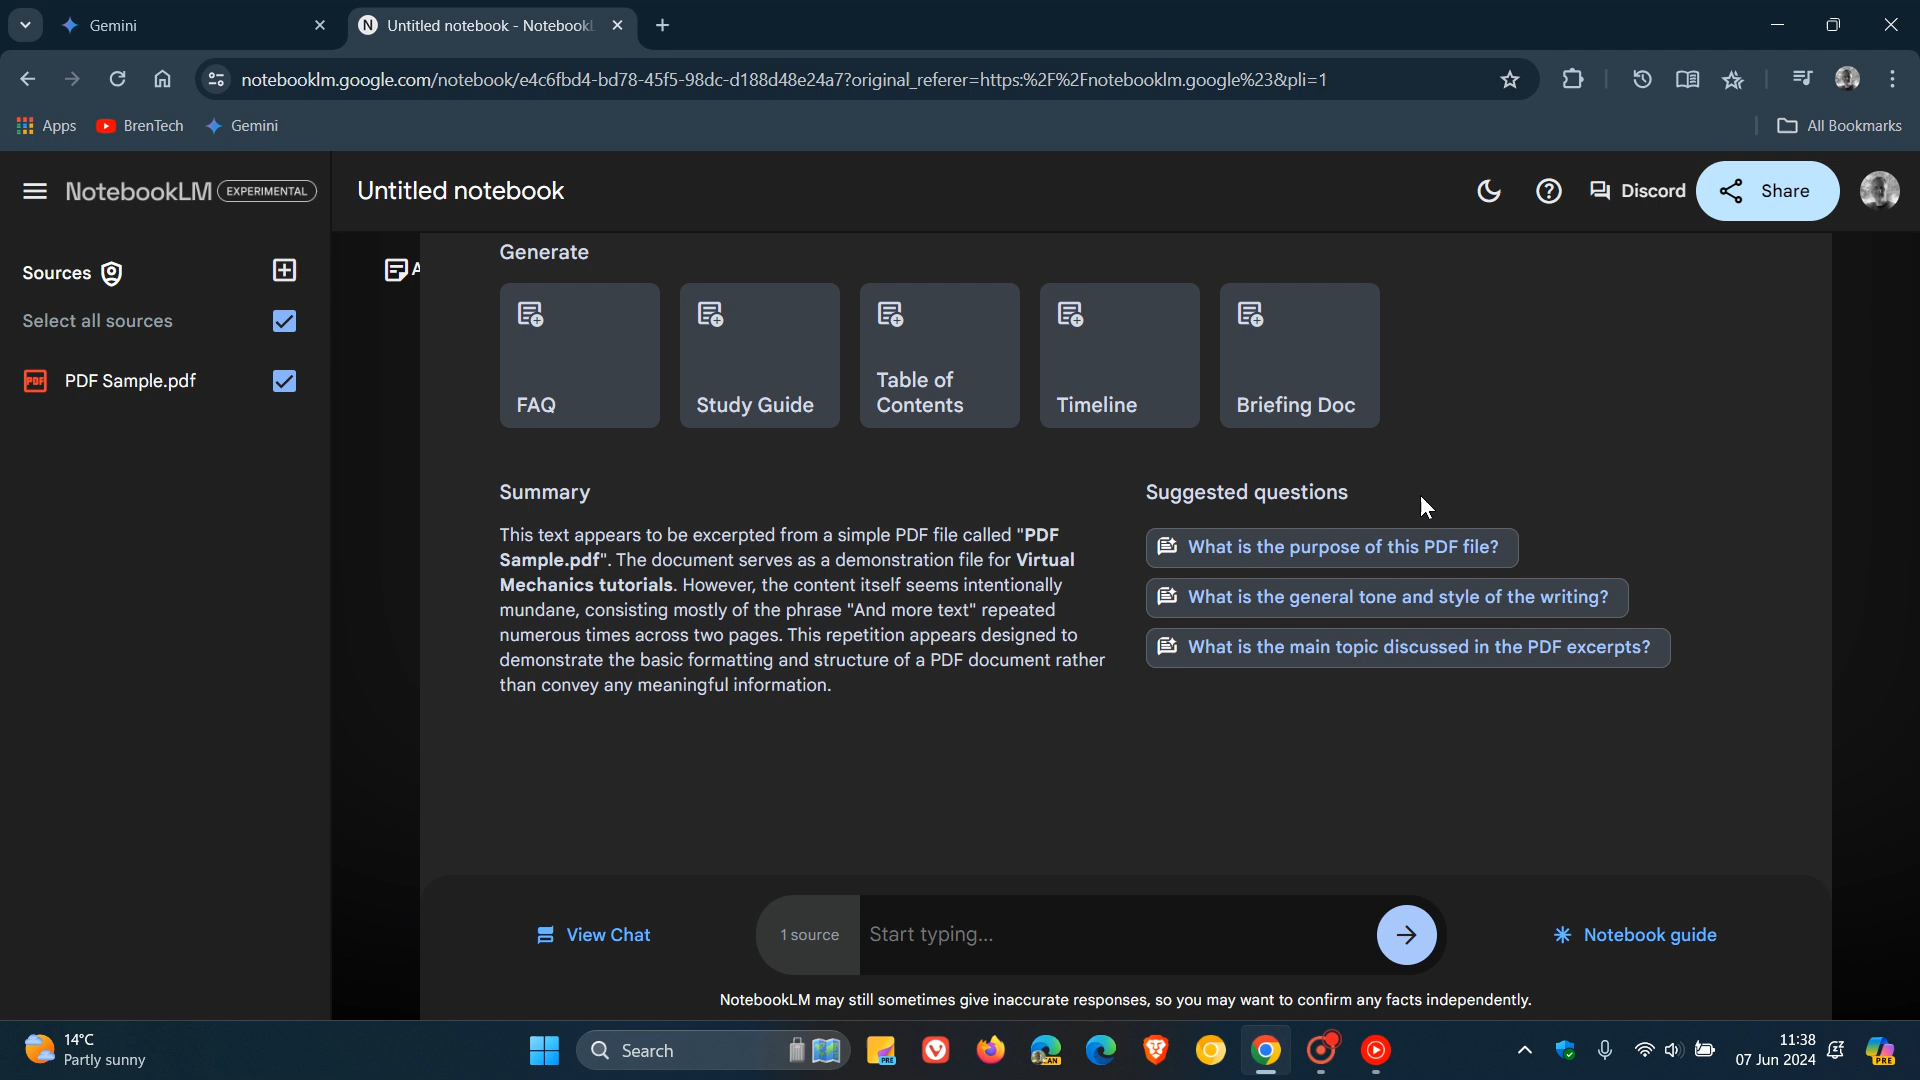 Gemini
Untitled notebook - Notebook
notebooklm.google.com/notebook/e4c6fbd4-bd78-45f5-98dc-d188d48e24a7?original_referer=https:%2F%2Fnotebooklm.google%23&pli=1
Apps
BrenTech
Gemini
All Bookmarks
NotebookLM
EXPERIMENTAL
Untitled notebook
Discord
Share
Sources
Select all sources
PDF
PDF Sample.pdf
A
Generate
FAQ
Study Guide
Table of
Contents
Timeline
Briefing Doc
Summary
This text appears to be excerpted from a simple PDF file called "PDF
Sample.pdf". The document serves as a demonstration file for Virtual
Mechanics tutorials. However, the content itself seems intentionally
mundane, consisting mostly of the phrase "And more text" repeated
numerous times across two pages. This repetition appears designed to
demonstrate the basic formatting and structure of a PDF document rather
than convey any meaningful information.
Suggested questions
What is the purpose of this PDF file?
What is the general tone and style of the writing?
What is the main topic discussed in the PDF excerpts?
View Chat
1 source
Start typing...
Notebook guide
NotebookLM may still sometimes give inaccurate responses, so you may want to confirm any facts independently.
14°C
Partly sunny
Search
PRE
CAN
11:38
07 Jun 2024
PRE